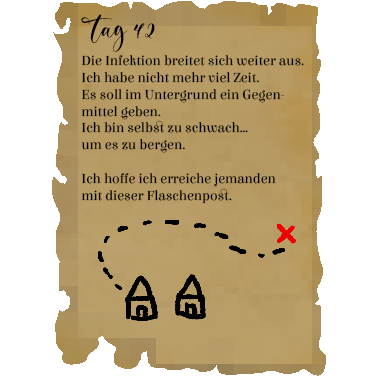 Tag 42
Die Infektion breitet sich weiter aus.
Ich habe nicht mehr viel Zeit.
Es soll im Untergrund ein Gegen-
mittel geben.
Ich bin selbst zu schwach...
um es zu bergen.
Ich hoffe ich erreiche jemanden
mit dieser Flaschenpost.